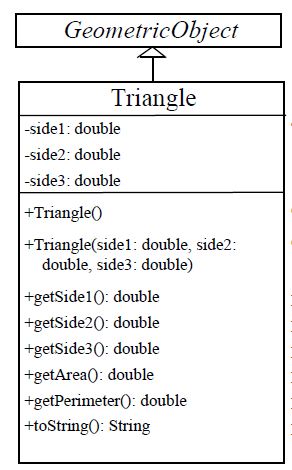 GeometricObject
Triangle
-side1: double
-side2: double
-side3: double
+Triangle()
+Triangle(side1: double, side2:
double, side3: double)
+getSide1(): double
+getSide2(): double
+getSide3(): double
+getArea(): double
+getPerimeter(): double
+toString(): String